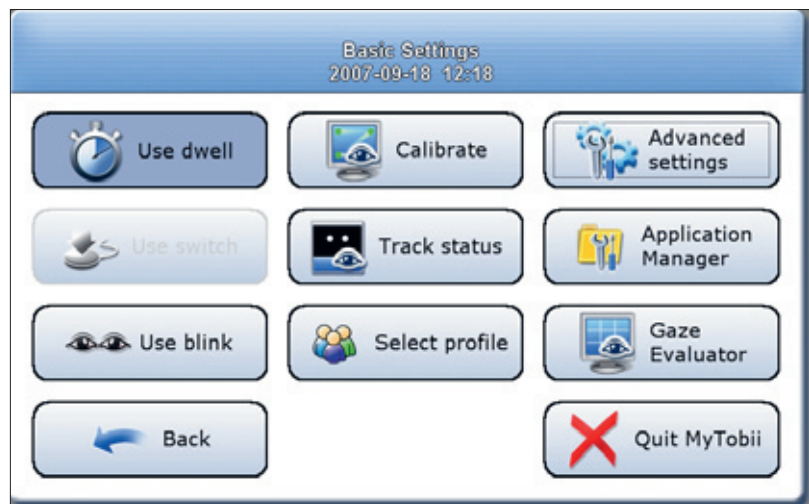 Basic Settings
2007-09-18 12:18
Use dwell
Calibrate
Advanced
settings
Use switch
Track status
Application
Manager
Use blink
Select profile
Gaze
Evaluator
Back
Quit MyTobii